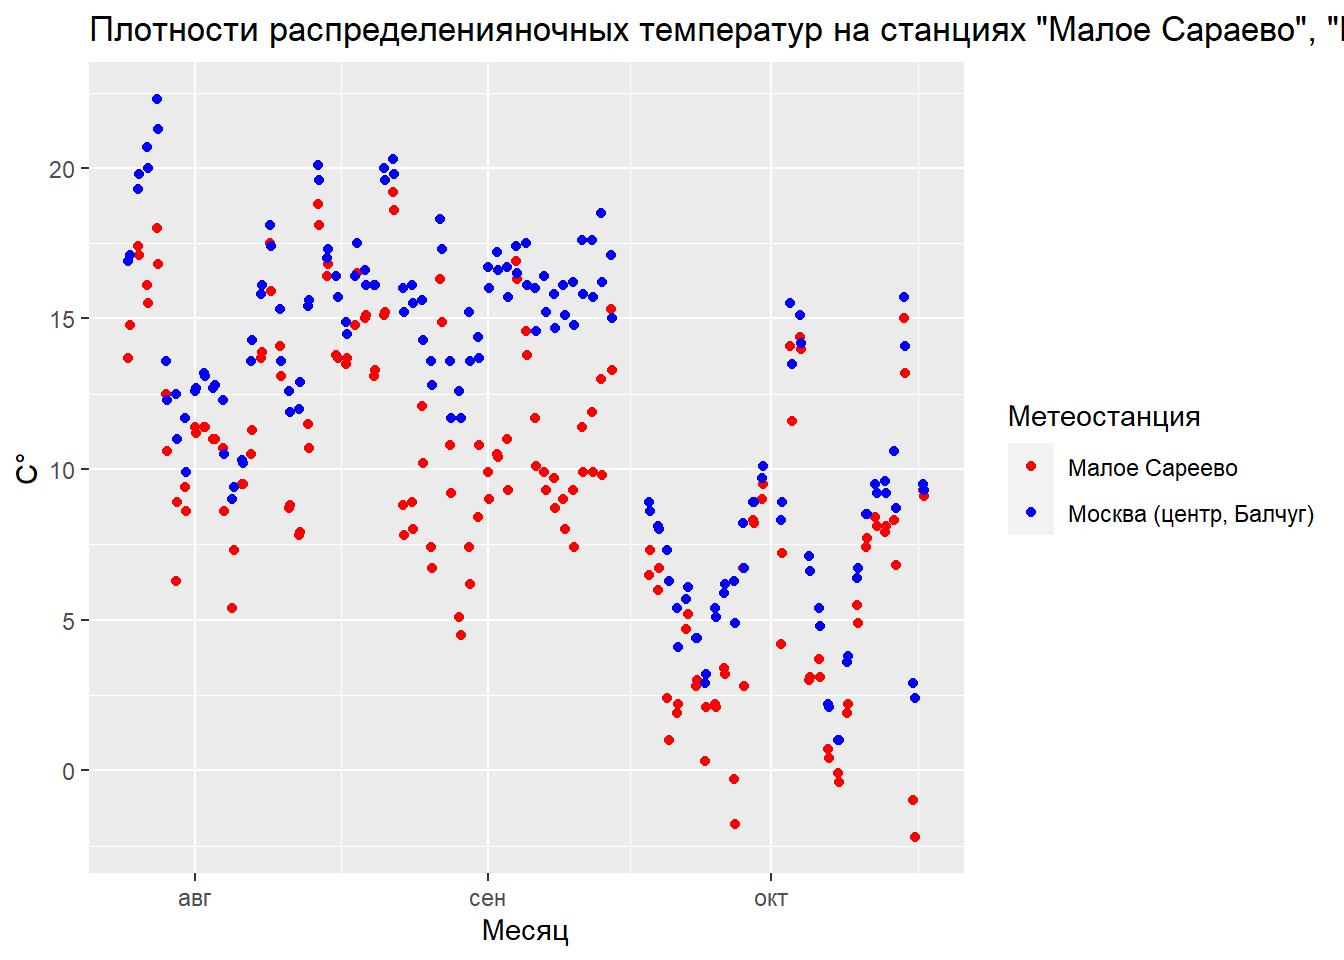 Плотности распределенияночных температур на станциях "Малое Сараево", "
20
15
10
5
0
C°
авг
сен
окт
Месяц
Метеостанция
Малое Сареево
Москва (центр, Балчуг)